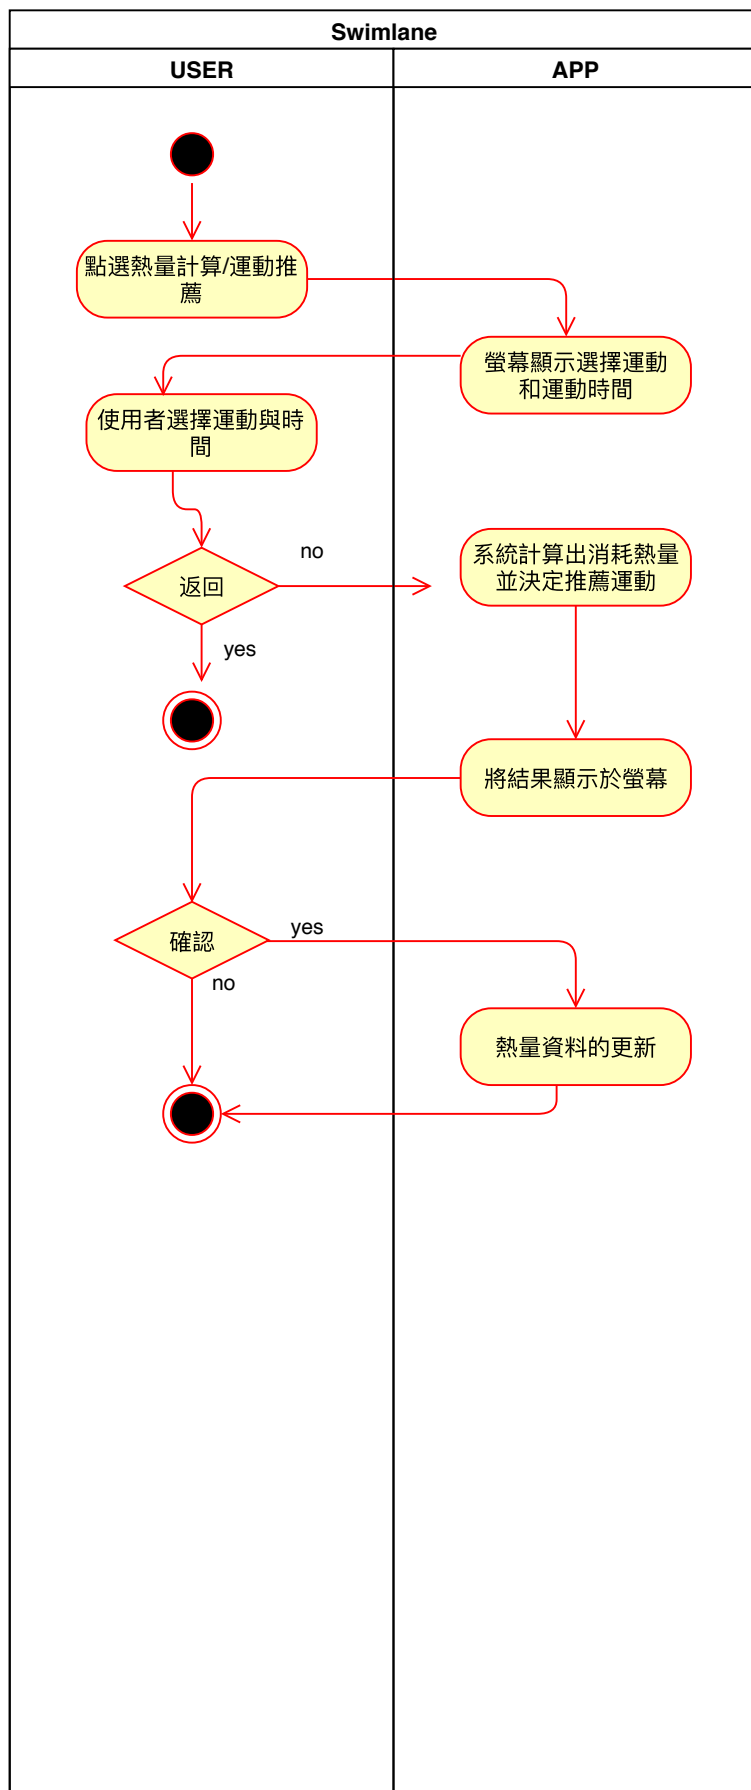 Swimlane
USER
APP
點選熱量計算/運動推
薦
螢幕顯示選擇運動
和運動時間
使用者選擇運動與時
間
返回
no
yes
系統計算出消耗熱量
並決定推薦運動
將結果顯示於螢幕
確認
yes
no
熱量資料的更新